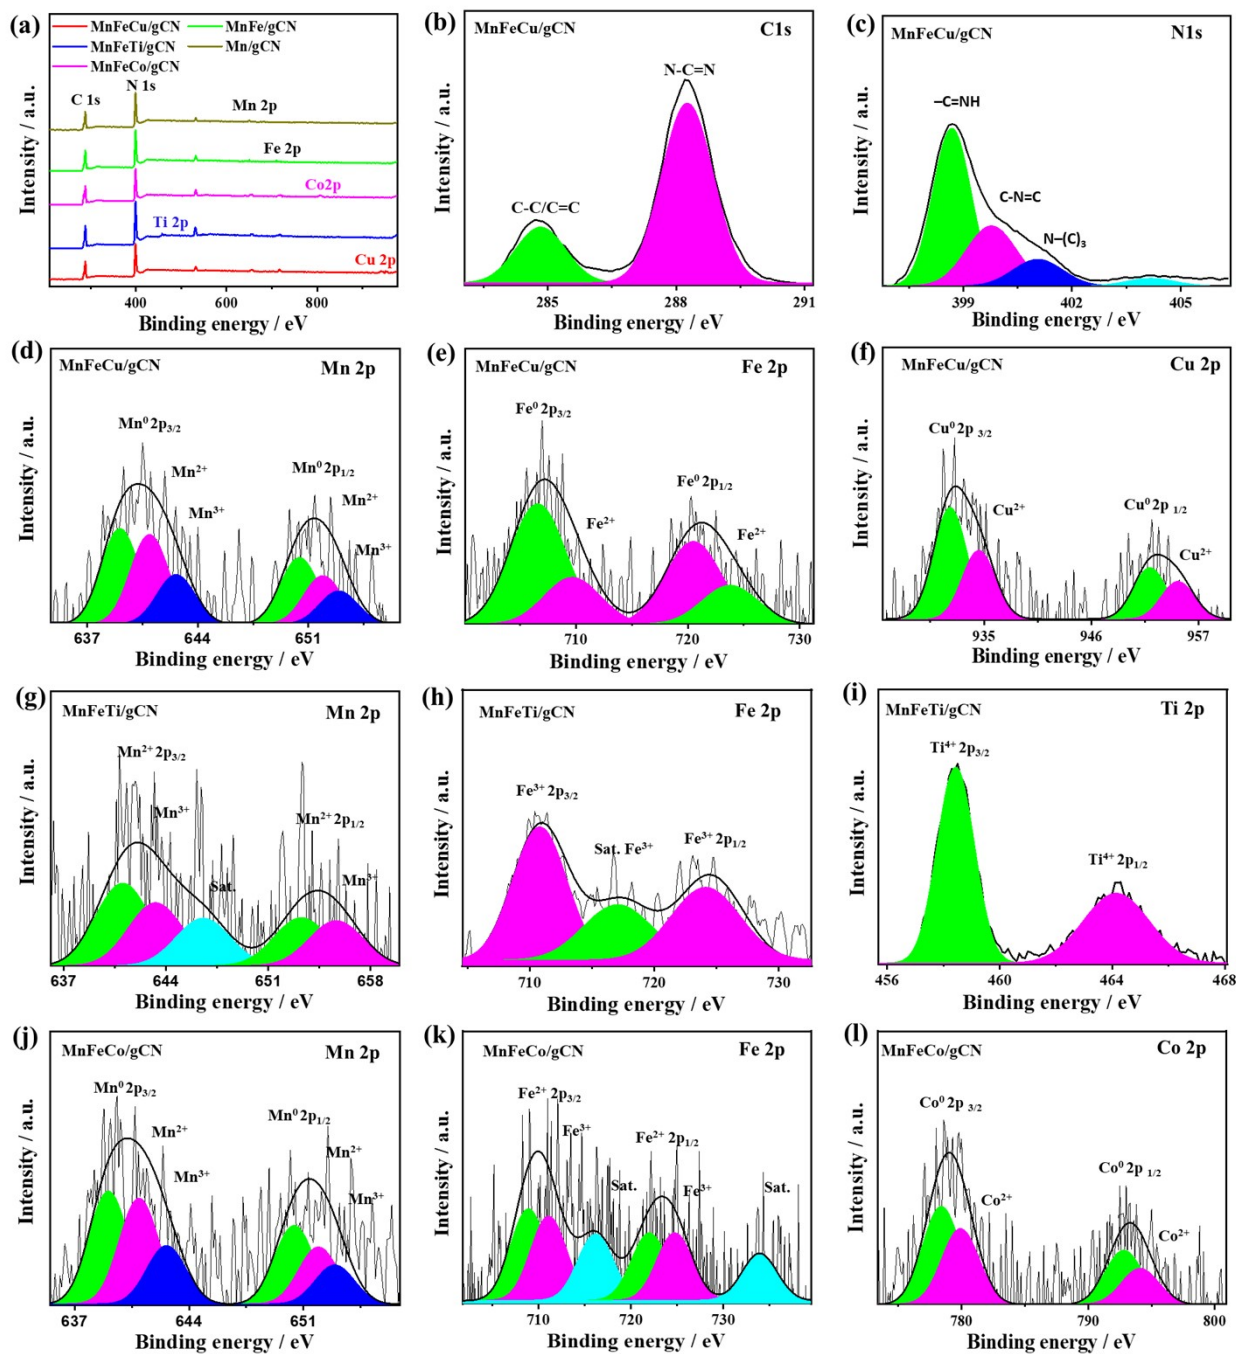 (a)
MnFeCu/gCN MnFe/gCN
MnFeTi/gCN Mn/gCN
MnFeCo/gCN
C 1s
N 1s
Mn 2p
Fe 2p
Co2p
Ti 2p
Cu 2p
Intensity / a.u.
400 600 800
Binding energy / eV
(b)
MnFeCu/gCN C1s
N-C=N
C-C/C=C
Intensity / a.u.
285 288 291
Binding energy / eV
(c)
MnFeCu/gCN N1s
–C=NH
C-N=C
N–(C)₃
Intensity / a.u.
399 402 405
Binding energy / eV
(d)
MnFeCu/gCN Mn 2p
Mn⁰ 2p₃/₂
Mn²⁺
Mn³⁺
Mn⁰ 2p₁/₂
Mn²⁺
Mn³⁺
Intensity / a.u.
637 644 651
Binding energy / eV
(e)
MnFeCu/gCN Fe 2p
Fe⁰ 2p₃/₂
Fe²⁺
Fe⁰ 2p₁/₂
Fe²⁺
Intensity / a.u.
710 720 730
Binding energy / eV
(f)
MnFeCu/gCN Cu 2p
Cu⁰ 2p ₃/₂
Cu²⁺
Cu⁰ 2p ₁/₂
Cu²⁺
Intensity / a.u.
935 946 957
Binding energy / eV
(g)
MnFeTi/gCN Mn 2p
Mn²⁺ 2p₃/₂
Mn³⁺
Sat.
Mn²⁺ 2p₁/₂
Mn³⁺
Intensity / a.u.
637 644 651 658
Binding energy / eV
(h)
MnFeTi/gCN Fe 2p
Fe³⁺ 2p₃/₂
Sat. Fe³⁺
Fe³⁺ 2p₁/₂
Intensity / a.u.
710 720 730
Binding energy / eV
(i)
MnFeTi/gCN Ti 2p
Ti⁴⁺ 2p₃/₂
Ti⁴⁺ 2p₁/₂
Intensity / a.u.
456 460 464 468
Binding energy / eV
(j)
MnFeCo/gCN Mn 2p
Mn⁰ 2p₃/₂
Mn²⁺
Mn³⁺
Mn⁰ 2p₁/₂
Mn²⁺
Mn³⁺
Intensity / a.u.
637 644 651
Binding energy / eV
(k)
MnFeCo/gCN Fe 2p
Fe²⁺ 2p₃/₂
Fe³⁺
Sat.
Fe²⁺ 2p₁/₂
Fe³⁺
Sat.
Intensity / a.u.
710 720 730
Binding energy / eV
(l)
MnFeCo/gCN Co 2p
Co⁰ 2p ₃/₂
Co²⁺
Co⁰ 2p ₁/₂
Co²⁺
Intensity / a.u.
780 790 800
Binding energy / eV